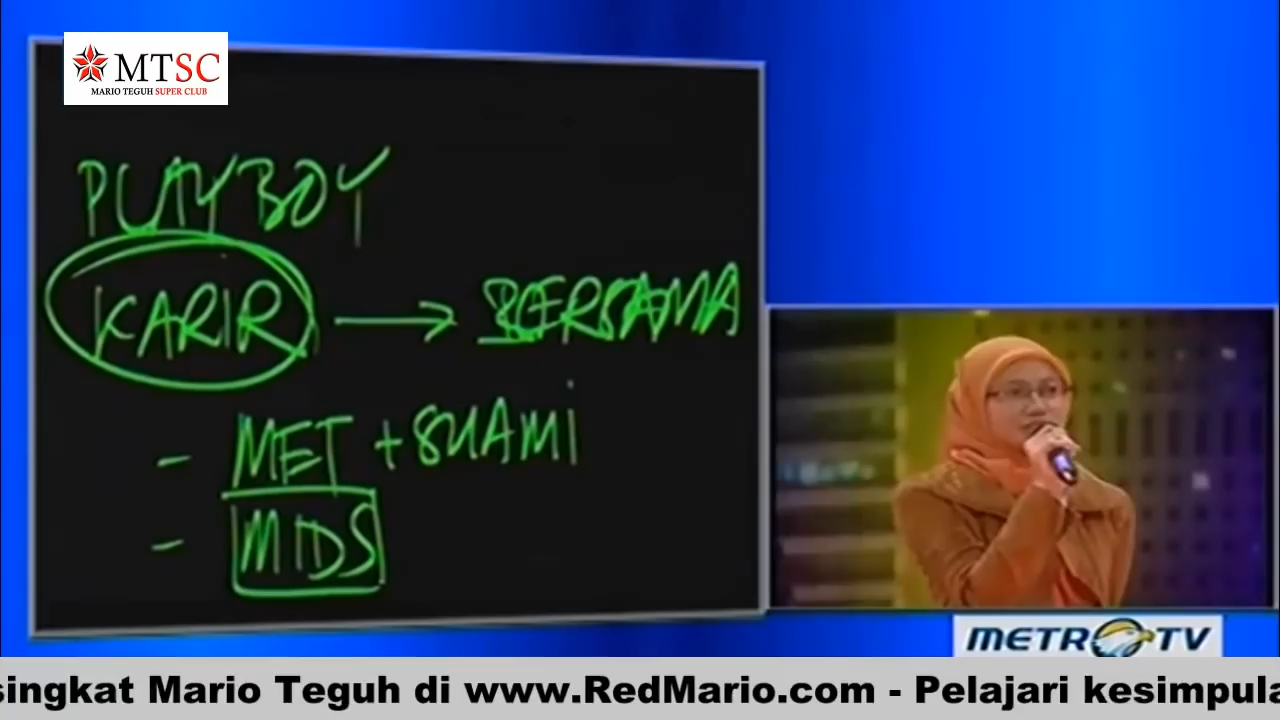 MTSC
MARIO TEGUH SUPER CLUB
PLAYBOY
KARIR → BERSAMA
- MET + SUAMI
- MIDS
METRO TV
singkat Mario Teguh di www.RedMario.com - Pelajari kesimpula